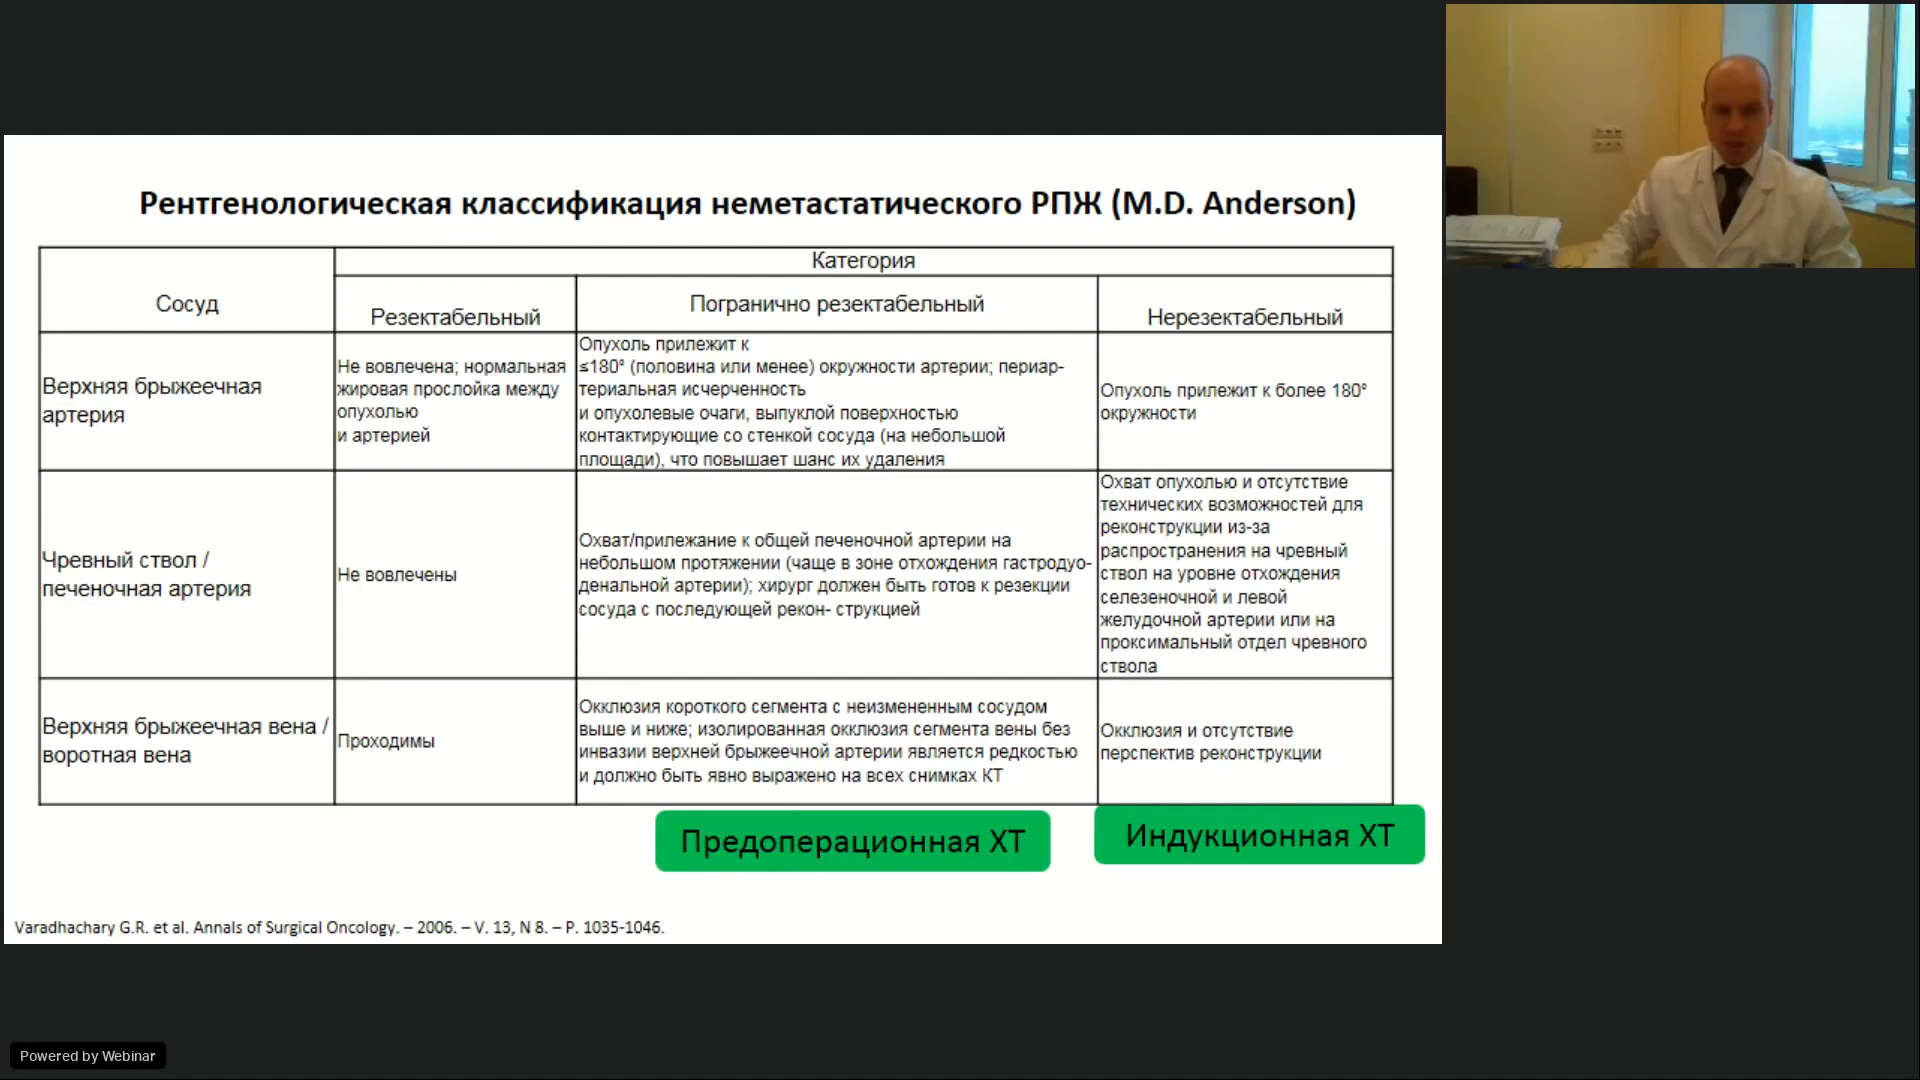 Рентгенологическая классификация неметастатического РПЖ (M.D. Anderson)
Сосуд
Категория
Резектабельный
Погранично резектабельный
Нерезектабельный
Верхняя брыжеечная
артерия
Не вовлечена; нормальная
жировая прослойка между
опухолью
и артерией
Опухоль прилежит к
≤180° (половина или менее) окружности артерии; периар-
териальная исчерченность
и опухолевые очаги, выпуклой поверхностью
контактирующие со стенкой сосуда (на небольшой
площади), что повышает шанс их удаления
Опухоль прилежит к более 180°
окружности
Чревный ствол /
печеночная артерия
Не вовлечены
Охват/прилежание к общей печеночной артерии на
небольшом протяжении (чаще в зоне отхождения гастродуо-
денальной артерии); хирург должен быть готов к резекции
сосуда с последующей рекон- струкцией
Охват опухолью и отсутствие
технических возможностей для
реконструкции из-за
распространения на чревный
ствол на уровне отхождения
селезеночной и левой
желудочной артерии или на
проксимальный отдел чревного
ствола
Верхняя брыжеечная вена /
воротная вена
Проходимы
Окклюзия короткого сегмента с неизмененным сосудом
выше и ниже; изолированная окклюзия сегмента вены без
инвазии верхней брыжеечной артерии является редкостью
и должно быть явно выражено на всех снимках КТ
Окклюзия и отсутствие
перспектив реконструкции
Предоперационная ХТ
Индукционная ХТ
Varadhachary G.R. et al. Annals of Surgical Oncology. – 2006. – V. 13, N 8. – P. 1035-1046.
Powered by Webinar